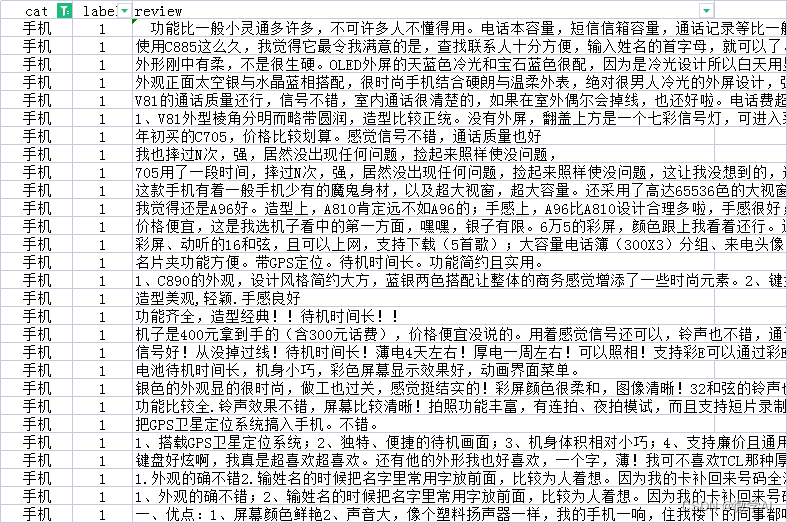 cat label review
手机 1 功能比一般小灵通多许多，不可许多人不懂得用。电话本容量，短信信箱容量，通话记录等比一般
手机 1 使用C885这么久，我觉得它最令我满意的是，查找联系人十分方便，输入姓名的首字母，就可以了
手机 1 外形刚中有柔，不是很生硬。OLED外屏的天蓝色冷光和宝石蓝色很配，因为是冷光设计所以白天用
手机 1 外观正面太空银与水晶蓝相搭配，很时尚手机结合硬朗与温柔外表，绝对很男人冷光的外屏设计，
手机 1 V81的通话质量还行，信号不错，室内通话很清楚的，如果在室外偶尔会掉线，也还好啦。电话费超
手机 1 1、V81外型棱角分明而略带圆润，造型比较正统。没有外屏，翻盖上方是一个七彩信号灯，可进入
手机 1 年初买的C705，价格比较划算。感觉信号不错，通话质量也好
手机 1 我也摔过N次，强，居然没出现任何问题，捡起来照样使没问题，
手机 1 705用了一段时间，摔过N次，强，居然没出现任何问题，捡起来照样使没问题，这让我没想到的，
手机 1 这款手机有着一般手机少有的魔鬼身材，以及超大视窗，超大容量。还采用了高达65536色的大视窗
手机 1 我觉得还是A96好。造型上，A810肯定远不如A96的；手感上，A96比A810设计合理多啦，手感很好
手机 1 价格便宜，这是我选机子看中的第一方面，嘿嘿，银子有限。6万5的彩屏，颜色跟上我看着还行。
手机 1 彩屏、动听的16和弦，且可以上网，支持下载（5首歌）；大容量电话薄（300X3）分组、来电头像
手机 1 名片夹功能方便。带GPS定位。待机时间长。功能简约且实用。
手机 1 1、C890的外观，设计风格简约大方，蓝银两色搭配让整体的商务感觉增添了一些时尚元素。2、键
手机 1 造型美观,轻颖.手感良好
手机 1 功能齐全，造型经典！！待机时间长！！
手机 1 机子是400元拿到手的（含300元话费），价格便宜没说的。用着感觉信号还可以，铃声也不错，通
手机 1 信号好！从没掉过线！待机时间长！薄电4天左右！厚电一周左右！可以照相！支持彩E可以通过彩
手机 1 电池待机时间长，机身小巧，彩色屏幕显示效果好，动画界面菜单。
手机 1 银色的外观显的很时尚，做工也过关，感觉挺结实的！彩屏颜色很柔和，图像清晰！32和弦的铃声
手机 1 功能比较全.铃声效果不错，屏幕比较清晰！拍照功能丰富，有连拍、夜拍模试，而且支持短片录制
手机 1 把GPS卫星定位系统搞入手机。不错。
手机 1 1、搭载GPS卫星定位系统；2、独特、便捷的待机画面；3、机身体积相对小巧；4、支持廉价且通用
手机 1 键盘好炫啊，我真是超喜欢超喜欢。还有他的外形我也好喜欢，一个字，薄！我可不喜欢TCL那种厚
手机 1 1.外观的确不错2.输姓名的时候把名字里常用字放前面，比较为人着想。因为我的卡补回来号码全
手机 1 1、外观的确不错；2、输姓名的时候把名字里常用字放前面，比较为人着想。因为我的卡补回来号
手机 1 一、优点：1、屏幕颜色鲜艳2、声音大，像个塑料扬声器一样，我的手机一响，住我楼下的同事都